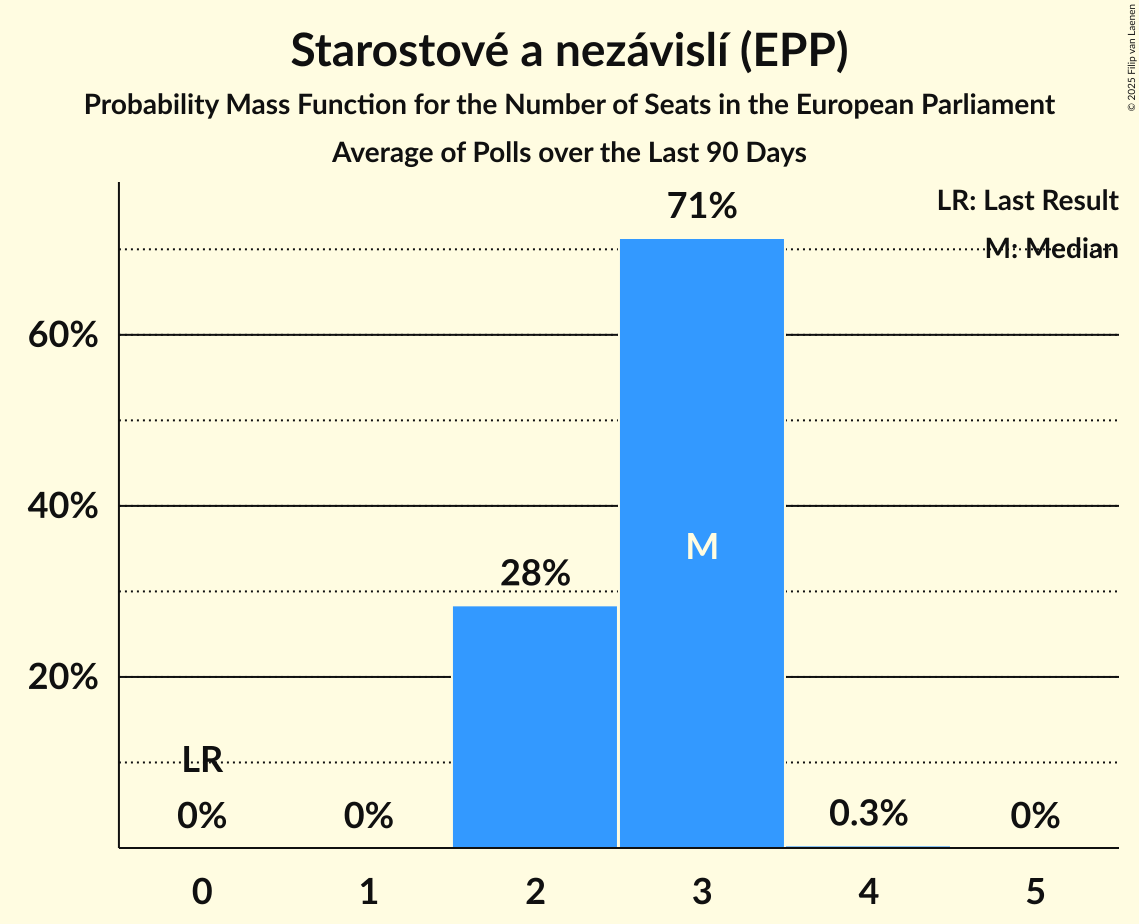 Starostové a nezávislí (EPP)
Probability Mass Function for the Number of Seats in the European Parliament
Average of Polls over the Last 90 Days
© 2025 Filip van Laenen
LR: Last Result
M: Median
71%
60%
40%
M
28%
20%
LR
0%
0%
0.3%
0%
0
1
2
3
4
5